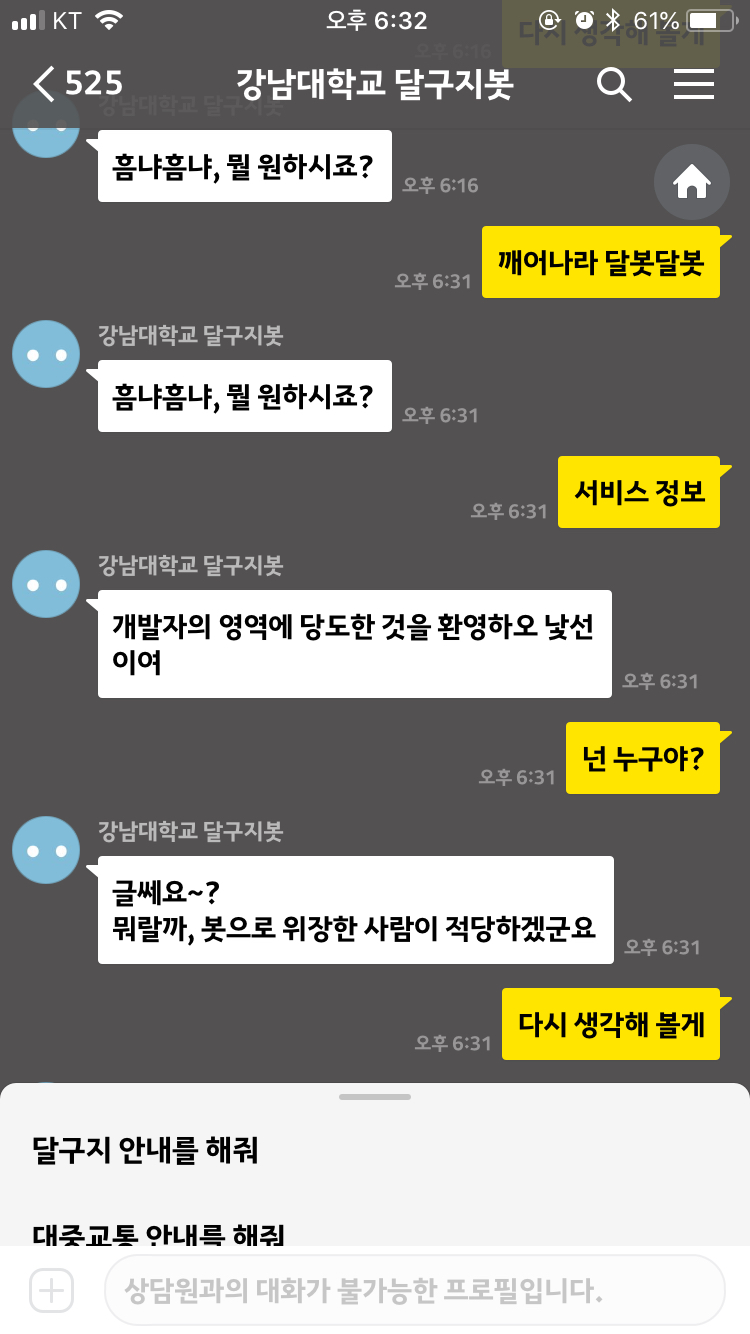 KT 오후 6:32 61%
다시 생각해 볼게
오후 6:16
525 강남대학교 달구지봇
강남대학교 달구지봇
흠냐흠냐, 뭘 원하시죠?
오후 6:16
깨어나라 달봇달봇
오후 6:31
강남대학교 달구지봇
흠냐흠냐, 뭘 원하시죠?
오후 6:31
서비스 정보
오후 6:31
강남대학교 달구지봇
개발자의 영역에 당도한 것을 환영하오 낯선
이여
오후 6:31
넌 누구야?
오후 6:31
강남대학교 달구지봇
글쎄요~?
뭐랄까, 봇으로 위장한 사람이 적당하겠군요
오후 6:31
다시 생각해 볼게
오후 6:31
달구지 안내를 해줘
대중교통 안내를 해줘
상담원과의 대화가 불가능한 프로필입니다.